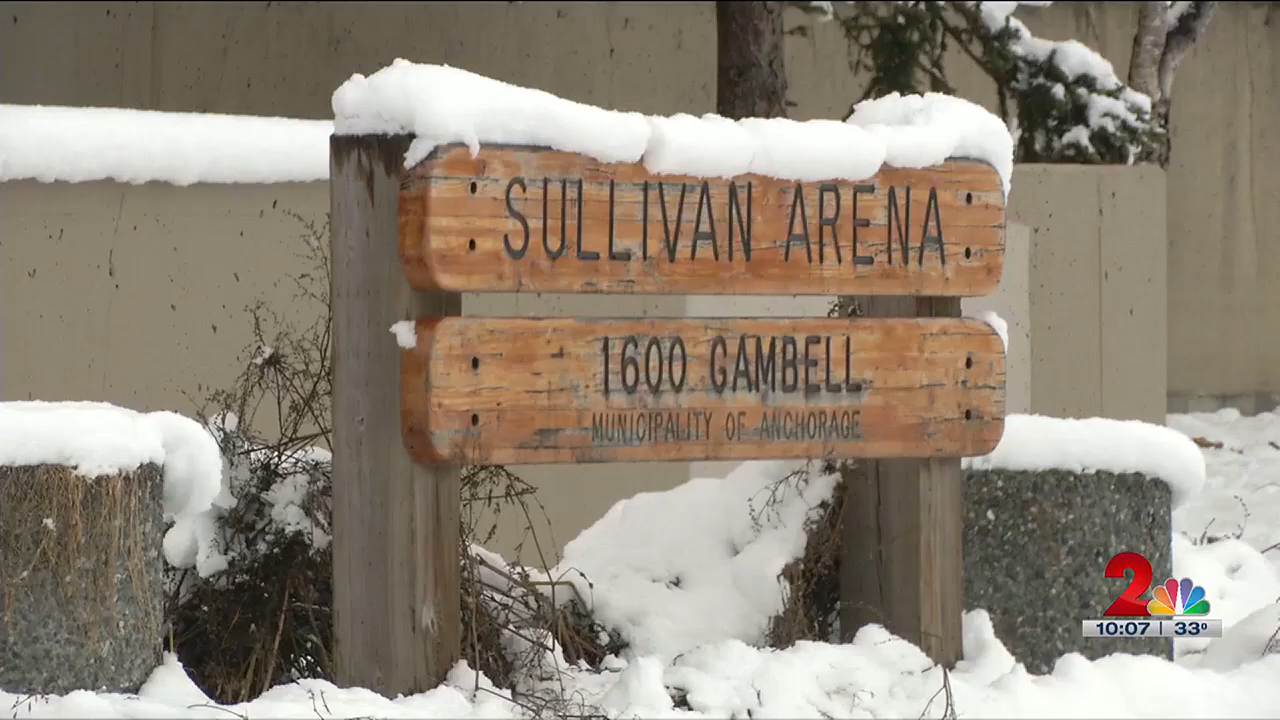 SULLIVAN ARENA
1600 GAMBELL
MUNICIPALITY OF ANCHORAGE
2
10:07 | 33°